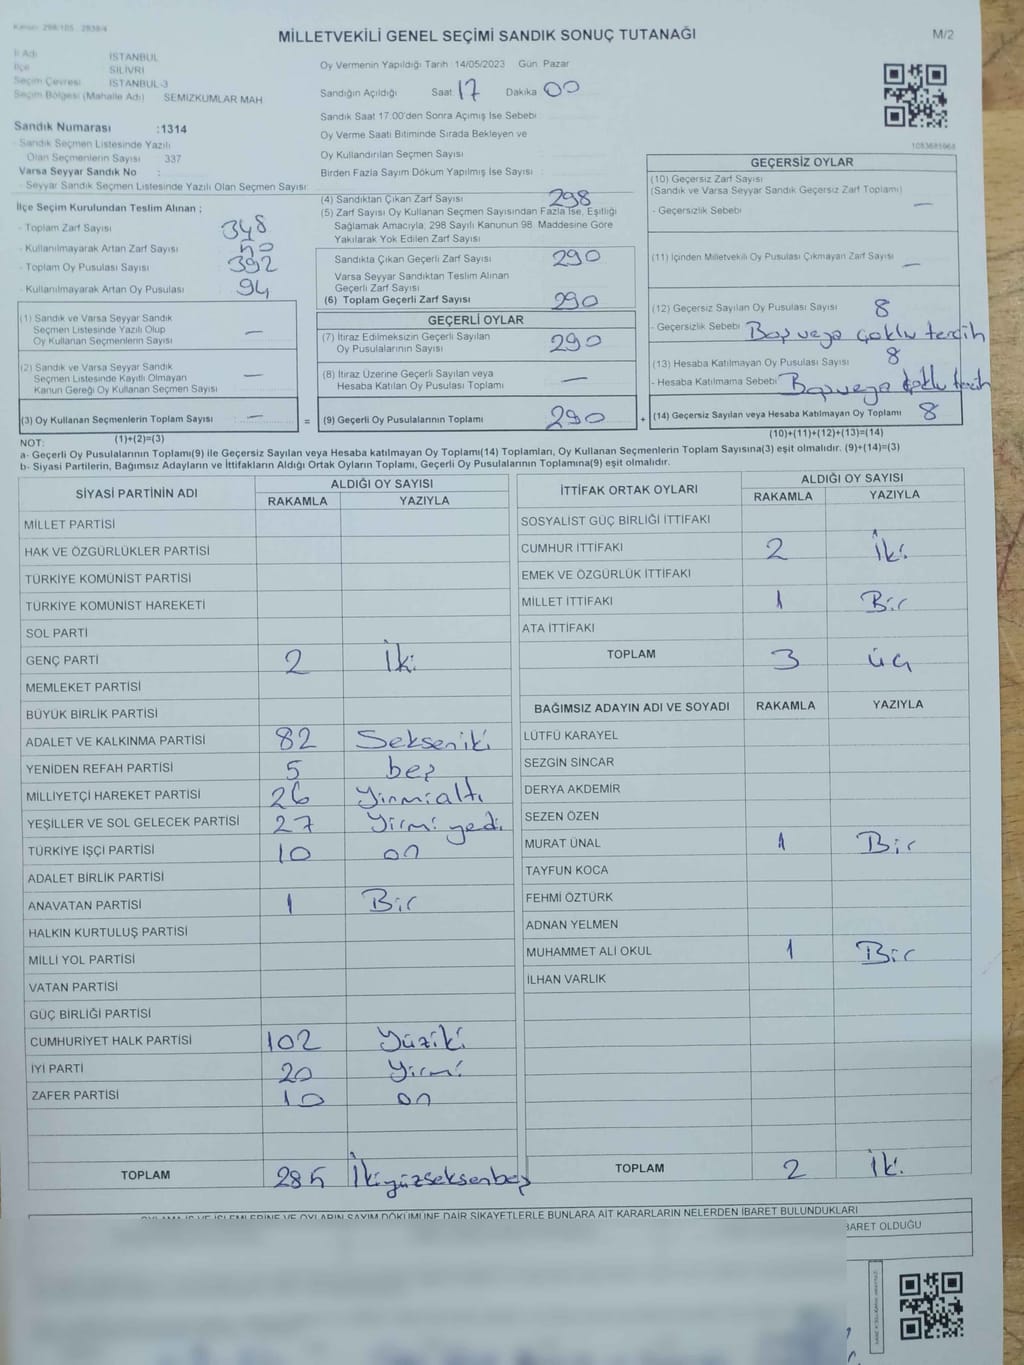 Kanun: 298/105 - 2839/4
MİLLETVEKİLİ GENEL SEÇİMİ SANDIK SONUÇ TUTANAĞI
M/2
İl Adı İSTANBUL
İlçe SİLİVRİ
Seçim Çevresi İSTANBUL-3
Seçim Bölgesi (Mahalle Adı) SEMİZKUMLAR MAH
Sandık Numarası :1314
- Sandık Seçmen Listesinde Yazılı
Olan Seçmenlerin Sayısı : 337
Varsa Seyyar Sandık No :
- Seyyar Sandık Seçmen Listesinde Yazılı Olan Seçmen Sayısı
Oy Vermenin Yapıldığı Tarih 14/05/2023 Gün Pazar
Sandığın Açıldığı Saat 17 Dakika 00
Sandık Saat 17.00'den Sonra Açımış İse Sebebi
Oy Verme Saati Bitiminde Sırada Bekleyen ve
Oy Kullandırılan Seçmen Sayısı
Birden Fazla Sayım Döküm Yapılmış İse Sayısı
İlçe Seçim Kurulundan Teslim Alınan ;
- Toplam Zarf Sayısı 348
- Kullanılmayarak Artan Zarf Sayısı 50
- Toplam Oy Pusulası Sayısı 392
- Kullanılmayarak Artan Oy Pusulası 94
(4) Sandıktan Çıkan Zarf Sayısı 298
(5) Zarf Sayısı Oy Kullanan Seçmen Sayısından Fazla İse, Eşitliği
Sağlamak Amacıyla; 298 Sayılı Kanunun 98. Maddesine Göre
Yakılarak Yok Edilen Zarf Sayısı
Sandıkta Çıkan Geçerli Zarf Sayısı 290
Varsa Seyyar Sandıktan Teslim Alınan
Geçerli Zarf Sayısı
(6) Toplam Geçerli Zarf Sayısı 290
GEÇERSİZ OYLAR
(10) Geçersiz Zarf Sayısı
(Sandık ve Varsa Seyyar Sandık Geçersiz Zarf Toplamı) —
- Geçersizlik Sebebi
(11) İçinden Milletvekili Oy Pusulası Çıkmayan Zarf Sayısı —
(12) Geçersiz Sayılan Oy Pusulası Sayısı 8
- Geçersizlik Sebebi Boş veya çoklu tercih
(13) Hesaba Katılmayan Oy Pusulası Sayısı 8
- Hesaba Katılmama Sebebi Boş veya çoklu tercih
(14) Geçersiz Sayılan veya Hesaba Katılmayan Oy Toplamı 8
(10)+(11)+(12)+(13)=(14)
(1) Sandık ve Varsa Seyyar Sandık
Seçmen Listesinde Yazılı Olup
Oy Kullanan Seçmenlerin Sayısı —
(2) Sandık ve Varsa Seyyar Sandık
Seçmen Listesinde Kayıtlı Olmayan
Kanun Gereği Oy Kullanan Seçmen Sayısı —
(3) Oy Kullanan Seçmenlerin Toplam Sayısı —
(1)+(2)=(3)
GEÇERLİ OYLAR
(7) İtiraz Edilmeksizin Geçerli Sayılan
Oy Pusulalarının Sayısı 290
(8) İtiraz Üzerine Geçerli Sayılan veya
Hesaba Katılan Oy Pusulası Toplamı —
= (9) Geçerli Oy Pusulalarının Toplamı 290 +
NOT:
a- Geçerli Oy Pusulalarının Toplamı(9) ile Geçersiz Sayılan veya Hesaba katılmayan Oy Toplamı(14) Toplamları, Oy Kullanan Seçmenlerin Toplam Sayısına(3) eşit olmalıdır. (9)+(14)=(3)
b- Siyasi Partilerin, Bağımsız Adayların ve İttifakların Aldığı Ortak Oyların Toplamı, Geçerli Oy Pusulalarının Toplamına(9) eşit olmalıdır.
SİYASİ PARTİNİN ADI ALDIĞI OY SAYISI
RAKAMLA YAZIYLA
MİLLET PARTİSİ
HAK VE ÖZGÜRLÜKLER PARTİSİ
TÜRKİYE KOMÜNİST PARTİSİ
TÜRKİYE KOMÜNİST HAREKETİ
SOL PARTİ
GENÇ PARTİ 2 İki
MEMLEKET PARTİSİ
BÜYÜK BİRLİK PARTİSİ
ADALET VE KALKINMA PARTİSİ 82 Sekseniki
YENİDEN REFAH PARTİSİ 5 beş
MİLLİYETÇİ HAREKET PARTİSİ 26 Yirmialtı
YEŞİLLER VE SOL GELECEK PARTİSİ 27 Yirmi yedi
TÜRKİYE İŞÇİ PARTİSİ 10 on
ADALET BİRLİK PARTİSİ
ANAVATAN PARTİSİ 1 Bir
HALKIN KURTULUŞ PARTİSİ
MİLLİ YOL PARTİSİ
VATAN PARTİSİ
GÜÇ BİRLİĞİ PARTİSİ
CUMHURİYET HALK PARTİSİ 102 Yüziki
İYİ PARTİ 20 Yirmi
ZAFER PARTİSİ 10 on
TOPLAM 285 İkiyüzseksenbeş
İTTİFAK ORTAK OYLARI ALDIĞI OY SAYISI
RAKAMLA YAZIYLA
SOSYALİST GÜÇ BİRLİĞİ İTTİFAKI
CUMHUR İTTİFAKI 2 İki
EMEK VE ÖZGÜRLÜK İTTİFAKI
MİLLET İTTİFAKI 1 Bir
ATA İTTİFAKI
TOPLAM 3 üç
BAĞIMSIZ ADAYIN ADI VE SOYADI RAKAMLA YAZIYLA
LÜTFÜ KARAYEL
SEZGİN SİNCAR
DERYA AKDEMİR
SEZEN ÖZEN
MURAT ÜNAL 1 Bir
TAYFUN KOCA
FEHMİ ÖZTÜRK
ADNAN YELMEN
MUHAMMET ALİ OKUL 1 Bir
İLHAN VARLIK
TOPLAM 2 İki
OYLAMA İŞ VE İŞLEMLERİNE VE OYLARIN SAYIM DÖKÜMÜNE DAİR ŞİKAYETLERLE BUNLARA AİT KARARLARIN NELERDEN İBARET BULUNDUKLARI
BARET OLDUĞU